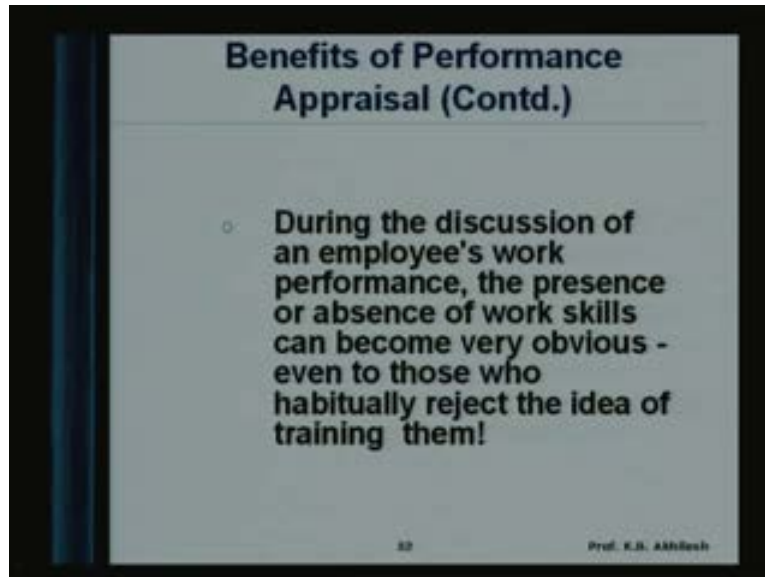 Benefits of Performance
Appraisal (Contd.)
During the discussion of
an employee's work
performance, the presence
or absence of work skills
can become very obvious -
even to those who
habitually reject the idea of
training them!
Prof. K.B. Akhilesh